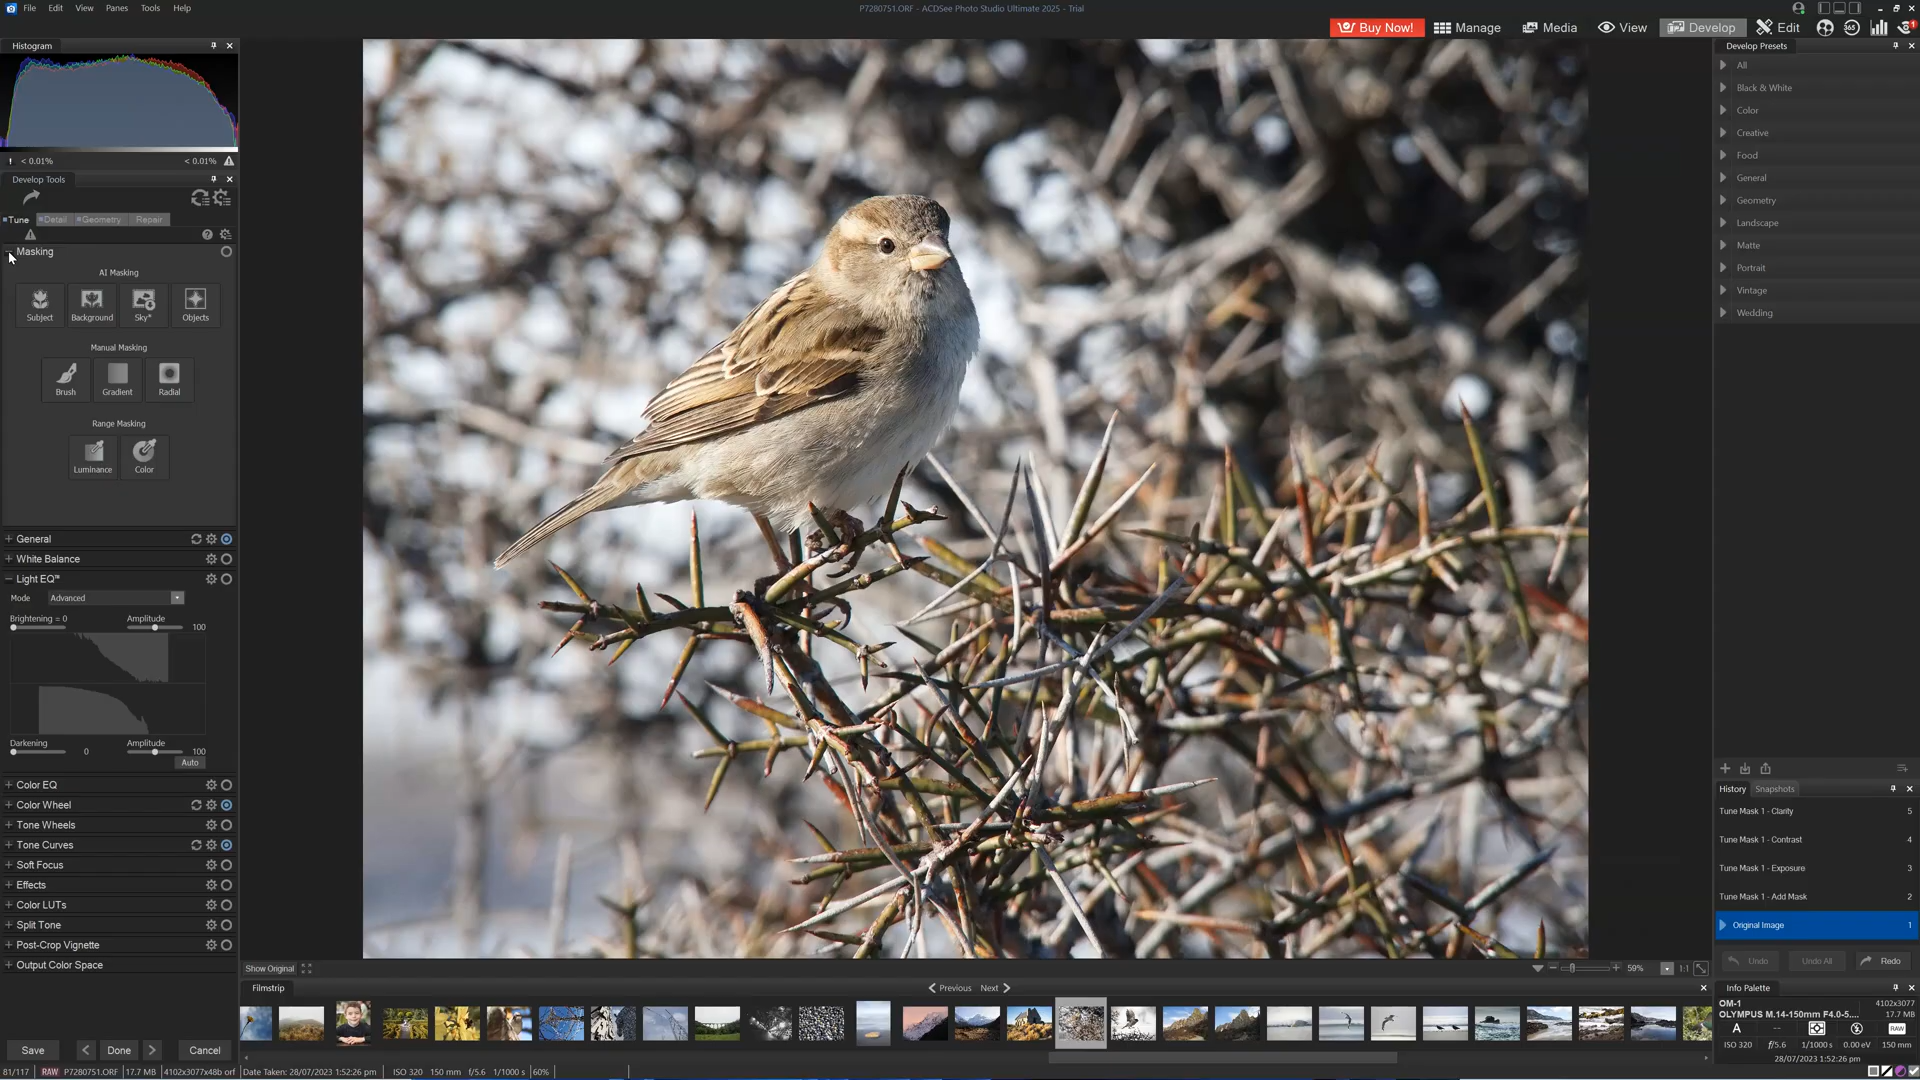 File Edit View Panes Tools Help
P7280751.ORF - ACDSee Photo Studio Ultimate 2025 - Trial
Buy Now! Manage Media View Develop Edit 365
Histogram
< 0.01% < 0.01%
Develop Tools
Tune Detail Geometry Repair
Masking
AI Masking
Subject Background Sky* Objects
Manual Masking
Brush Gradient Radial
Range Masking
Luminance Color
General
White Balance
Light EQ™
Mode Advanced
Brightening = 0 Amplitude
100
Darkening 0 Amplitude 100
Auto
Color EQ
Color Wheel
Tone Wheels
Tone Curves
Soft Focus
Effects
Color LUTs
Split Tone
Post-Crop Vignette
Output Color Space
Save Done Cancel
Show Original
59% 1:1
Filmstrip
Previous Next
Develop Presets
All
Black & White
Color
Creative
Food
General
Geometry
Landscape
Matte
Portrait
Vintage
Wedding
History Snapshots
Tune Mask 1 - Clarity 5
Tune Mask 1 - Contrast 4
Tune Mask 1 - Exposure 3
Tune Mask 1 - Add Mask 2
Original Image 1
Undo Undo All Redo
Info Palette
OM-1 4102x3077
OLYMPUS M.14-150mm F4.0-5.... 17.7 MB
A -- RAW
ISO 320 f/5.6 1/1000 s 0.00 eV 150 mm
28/07/2023 1:52:26 pm
81/117 RAW P7280751.ORF 17.7 MB 4102x3077x48b orf Date Taken: 28/07/2023 1:52:26 pm ISO 320 150 mm f/5.6 1/1000 s 60%